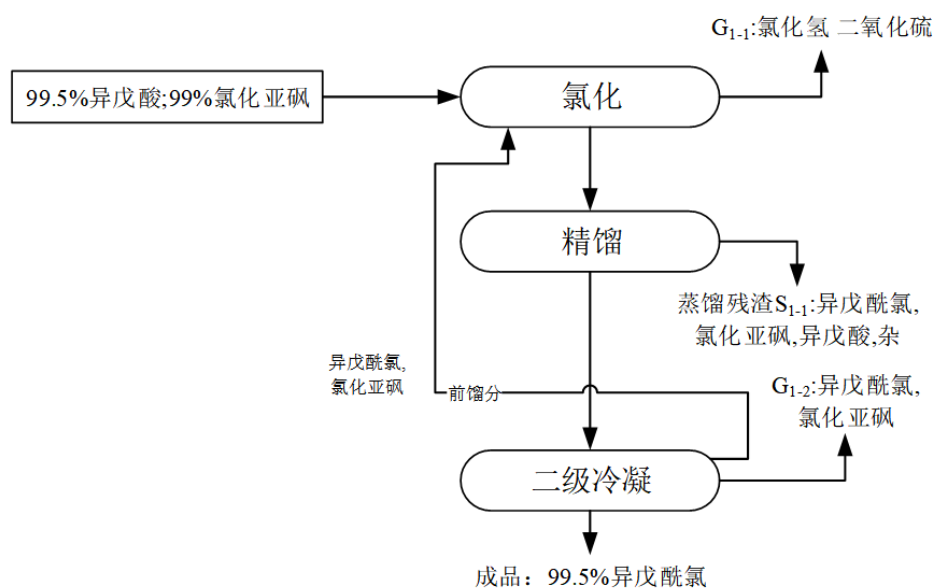 G1-1:氯化氢 二氧化硫
99.5%异戊酸;99%氯化亚砜
氯化
精馏
蒸馏残渣S1-1:异戊酰氯,
氯化亚砜,异戊酸,杂
异戊酰氯,
氯化亚砜
前馏分
G1-2:异戊酰氯,
氯化亚砜
二级冷凝
成品：99.5%异戊酰氯